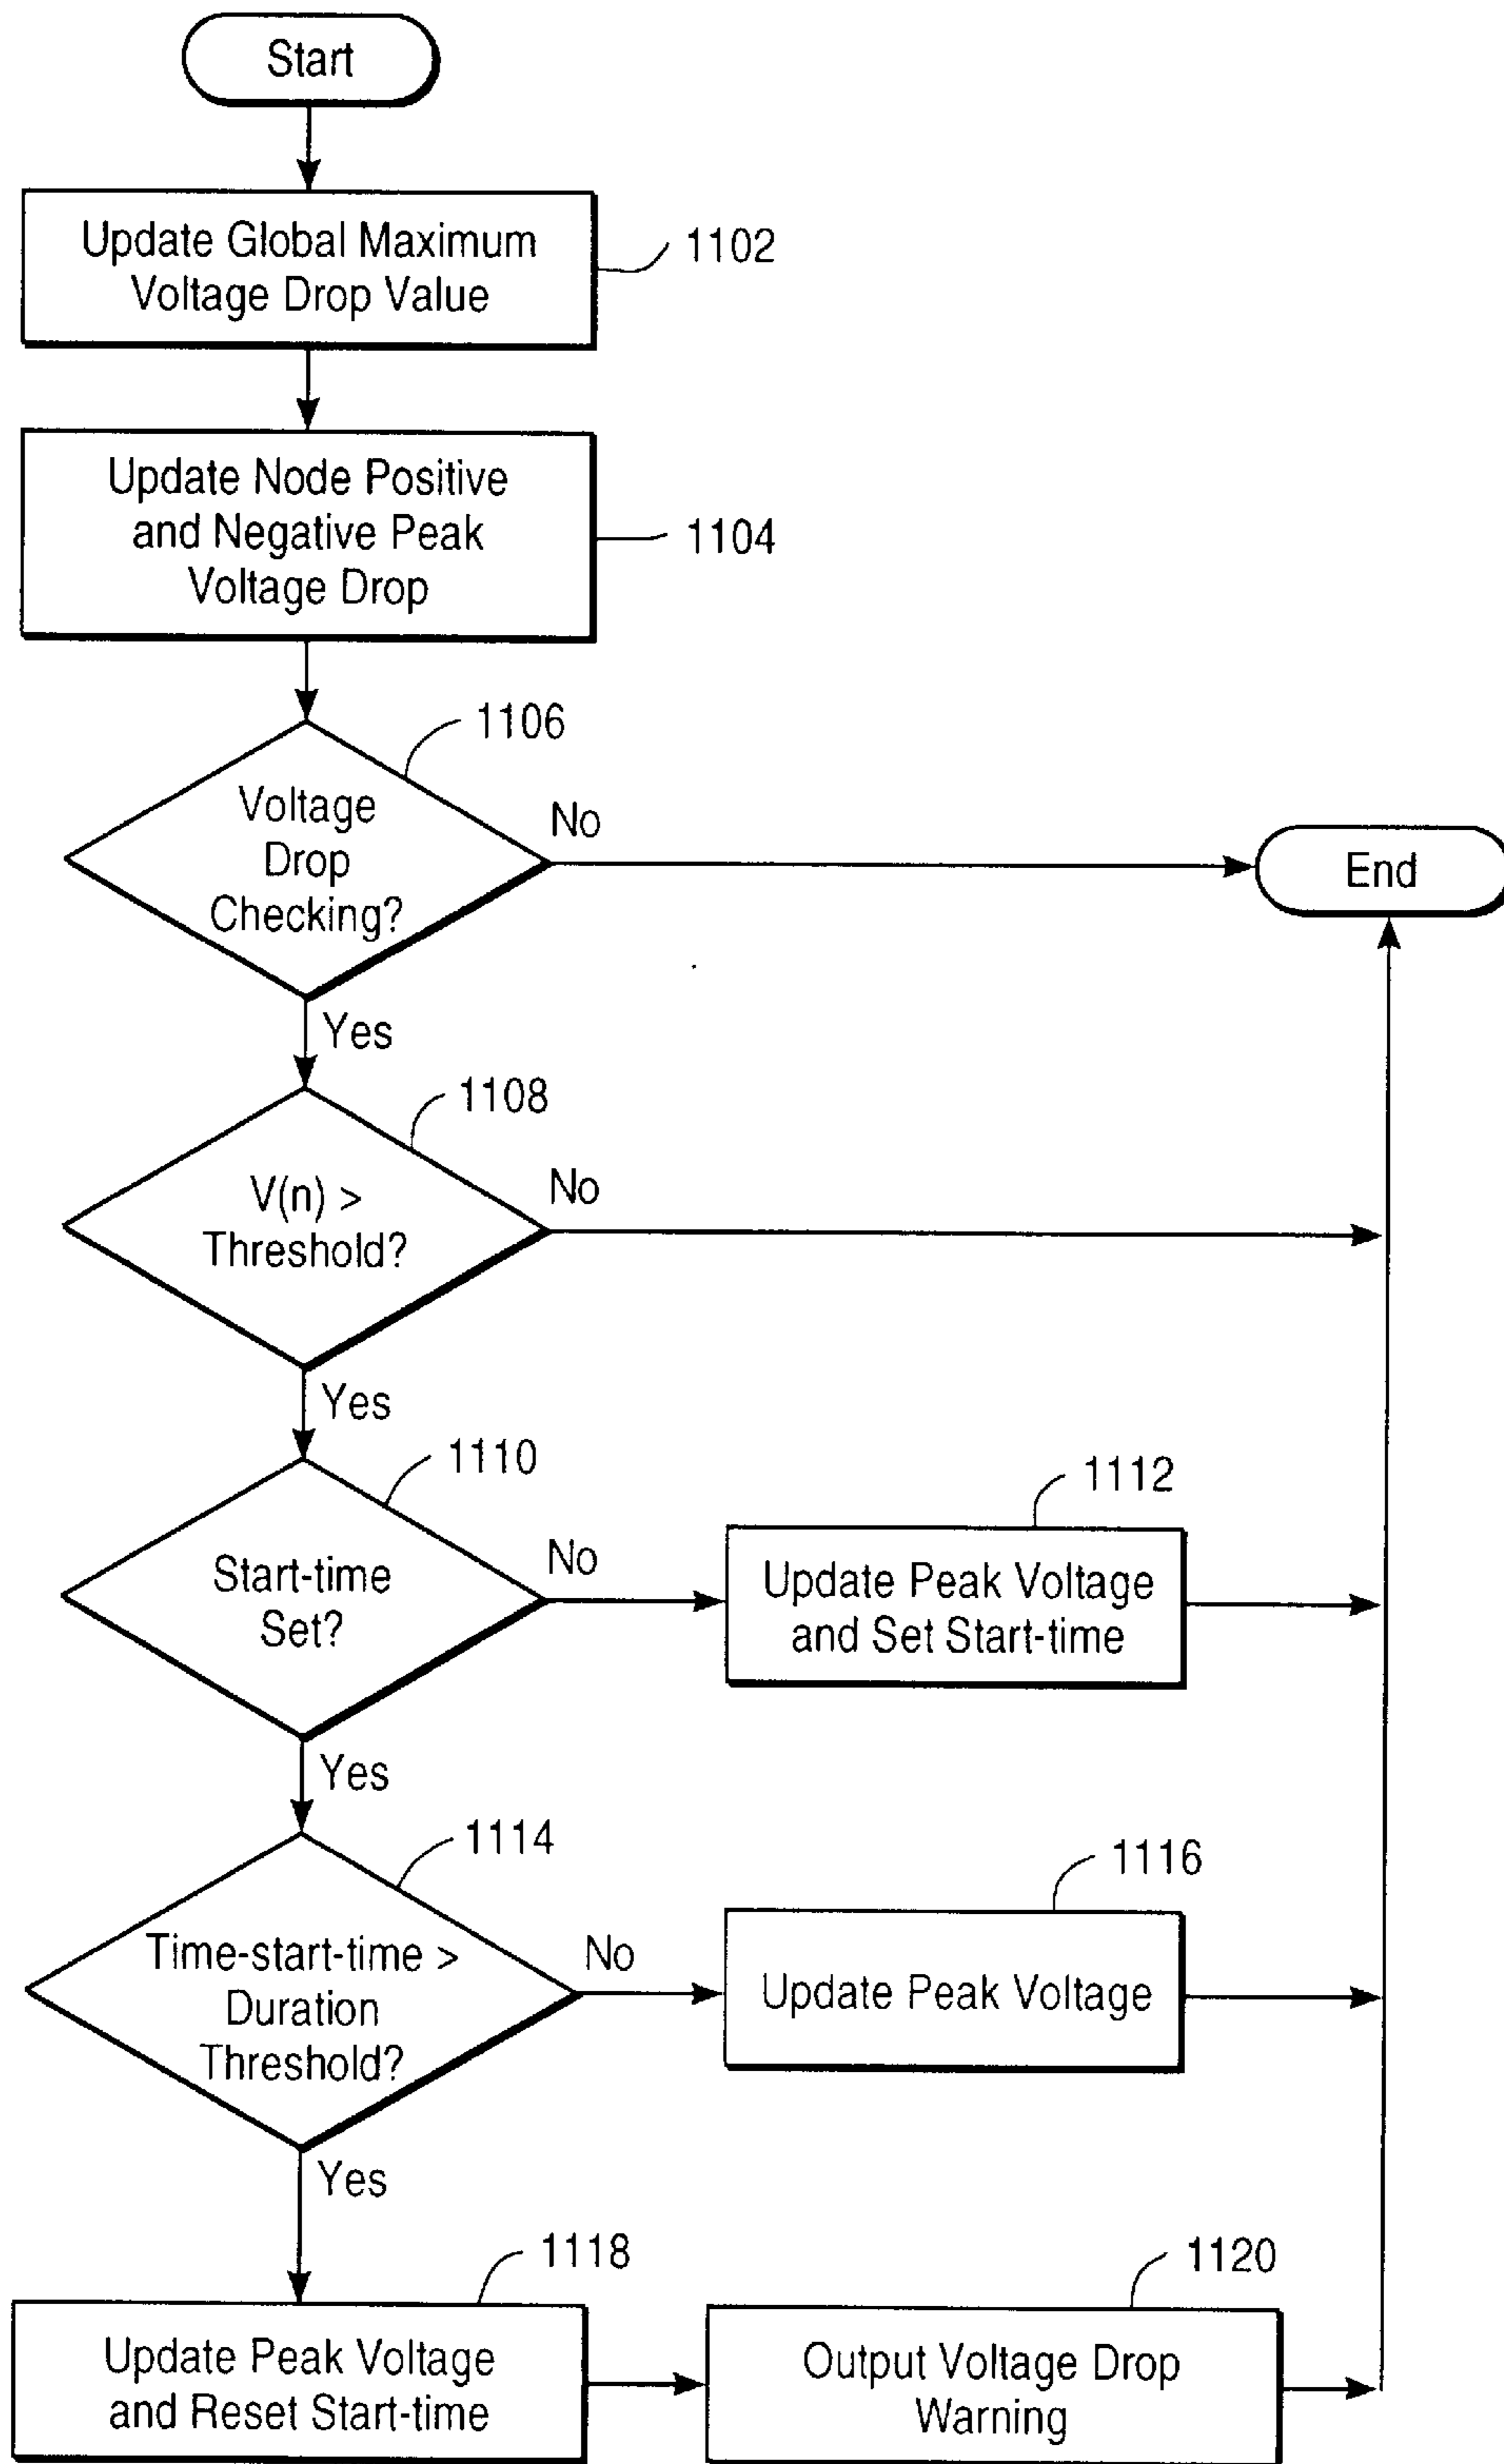 Start
Update Global Maximum
Voltage Drop Value
1102
Update Node Positive
and Negative Peak
Voltage Drop
1104
1106
Voltage
Drop
Checking?
No
End
Yes
1108
V(n) >
Threshold?
No
Yes
1110
Start-time
Set?
No
1112
Update Peak Voltage
and Set Start-time
Yes
1114
Time-start-time >
Duration
Threshold?
No
1116
Update Peak Voltage
Yes
1118
Update Peak Voltage
and Reset Start-time
1120
Output Voltage Drop
Warning